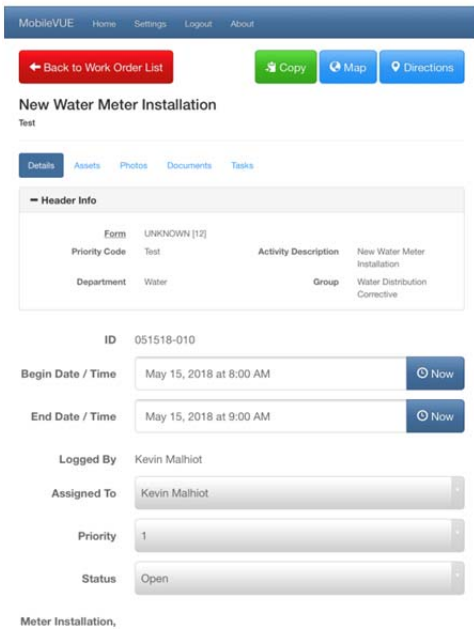 MobileVUE Home Settings Logout About
Back to Work Order List Copy Map Directions
New Water Meter Installation
Test
Details Assets Photos Documents Tasks
Header Info
Form UNKNOWN [12]
Priority Code Test Activity Description New Water Meter
Installation
Department Water Group Water Distribution
Corrective
ID 051518-010
Begin Date / Time May 15, 2018 at 8:00 AM Now
End Date / Time May 15, 2018 at 9:00 AM Now
Logged By Kevin Malhiot
Assigned To Kevin Malhiot
Priority 1
Status Open
Meter Installation,